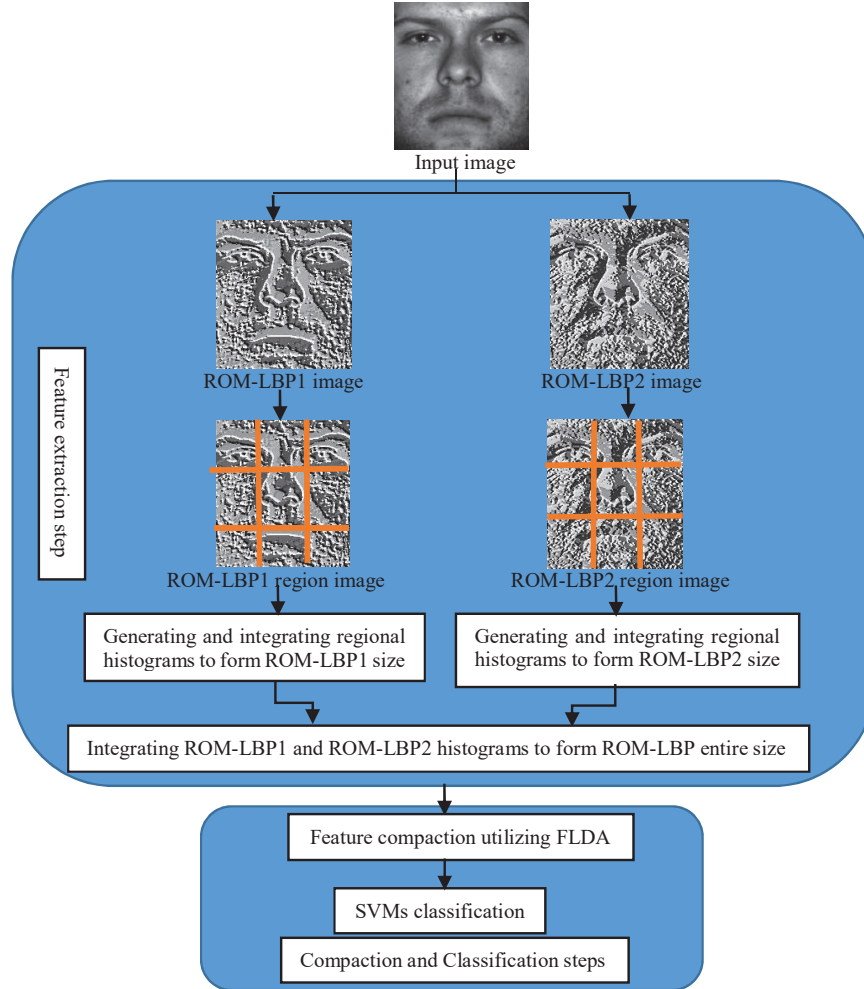 Input image
ROM-LBP1 image
ROM-LBP2 image
Feature extraction
step
ROM-LBP1 region image
ROM-LBP2 region image
Generating and integrating regional
histograms to form ROM-LBP1 size
Generating and integrating regional
histograms to form ROM-LBP2 size
Integrating ROM-LBP1 and ROM-LBP2 histograms to form ROM-LBP entire size
Feature compaction utilizing FLDA
SVMs classification
Compaction and Classification steps